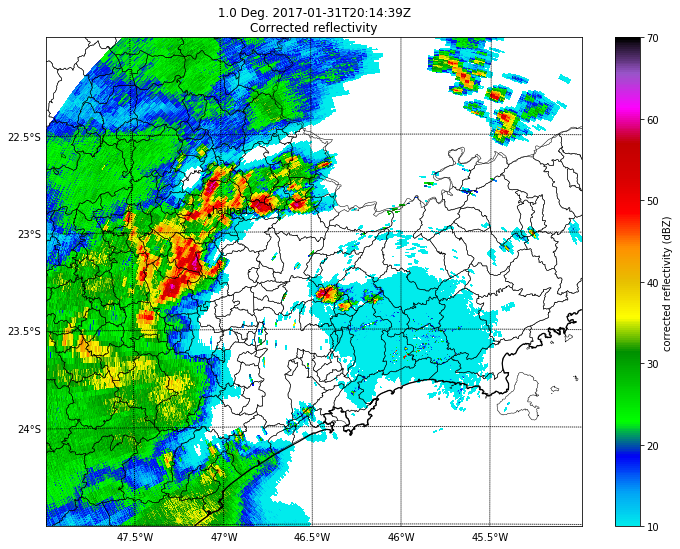 1.0 Deg. 2017-01-31T20:14:39Z
Corrected reflectivity
22.5°S
23°S
23.5°S
24°S
47.5°W
47°W
46.5°W
46°W
45.5°W
70
60
50
40
30
20
10
corrected reflectivity (dBZ)